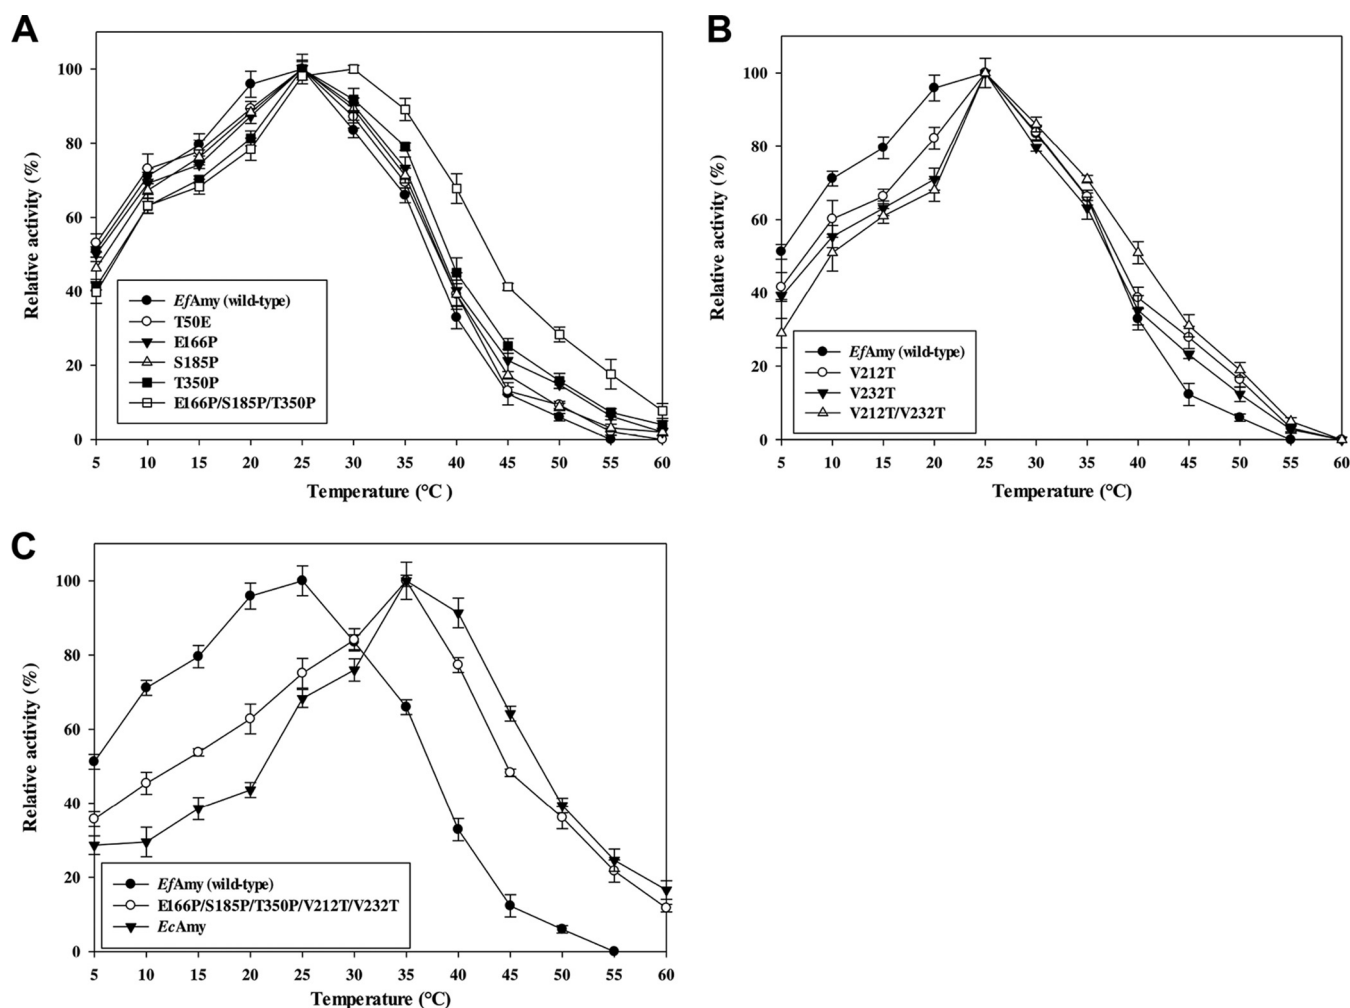 A
Relative activity (%)
100
80
60
40
20
0
EfAmy (wild-type)
T50E
E166P
S185P
T350P
E166P/S185P/T350P
5 10 15 20 25 30 35 40 45 50 55 60
Temperature (°C )
B
Relative activity (%)
100
80
60
40
20
0
EfAmy (wild-type)
V212T
V232T
V212T/V232T
5 10 15 20 25 30 35 40 45 50 55 60
Temperature (°C)
C
Relative activity (%)
100
80
60
40
20
0
EfAmy (wild-type)
E166P/S185P/T350P/V212T/V232T
EcAmy
5 10 15 20 25 30 35 40 45 50 55 60
Temperature (°C)